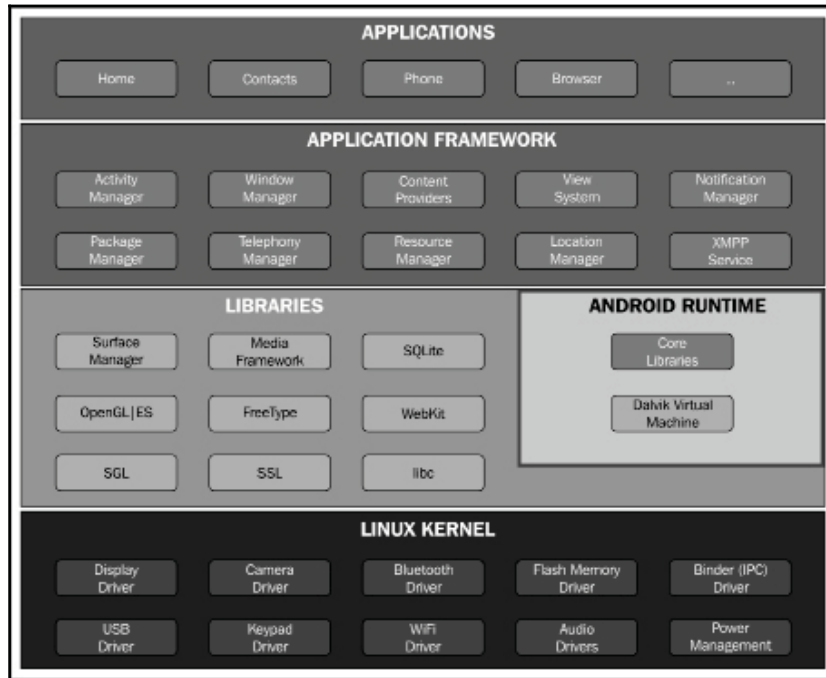 APPLICATIONS
Home
Contacts
Phone
Browser
..
APPLICATION FRAMEWORK
Activity
Manager
Window
Manager
Content
Providers
View
System
Notification
Manager
Package
Manager
Telephony
Manager
Resource
Manager
Location
Manager
XMPP
Service
LIBRARIES
Surface
Manager
Media
Framework
SQLite
OpenGL|ES
FreeType
WebKit
SGL
SSL
libc
ANDROID RUNTIME
Core
Libraries
Dalvik Virtual
Machine
LINUX KERNEL
Display
Driver
Camera
Driver
Bluetooth
Driver
Flash Memory
Driver
Binder (IPC)
Driver
USB
Driver
Keypad
Driver
WiFi
Driver
Audio
Drivers
Power
Management